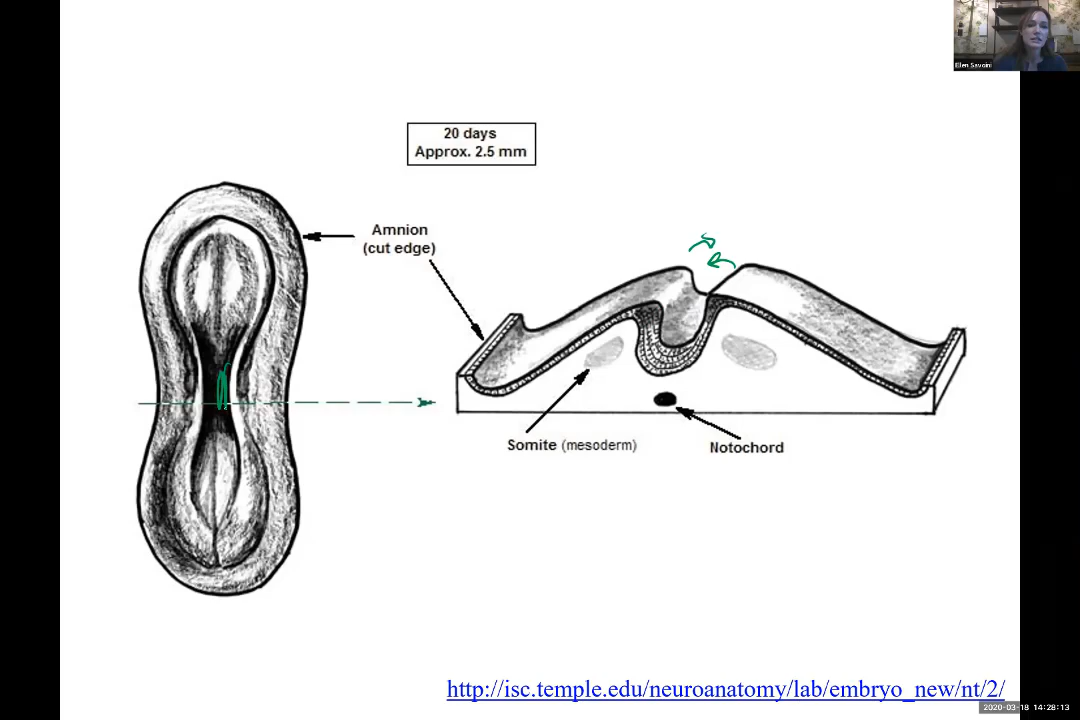 Ellen Savoini
20 days
Approx. 2.5 mm
Amnion
(cut edge)
Somite (mesoderm)
Notochord
http://isc.temple.edu/neuroanatomy/lab/embryo_new/nt/2/
2020-03-18 14:28:13